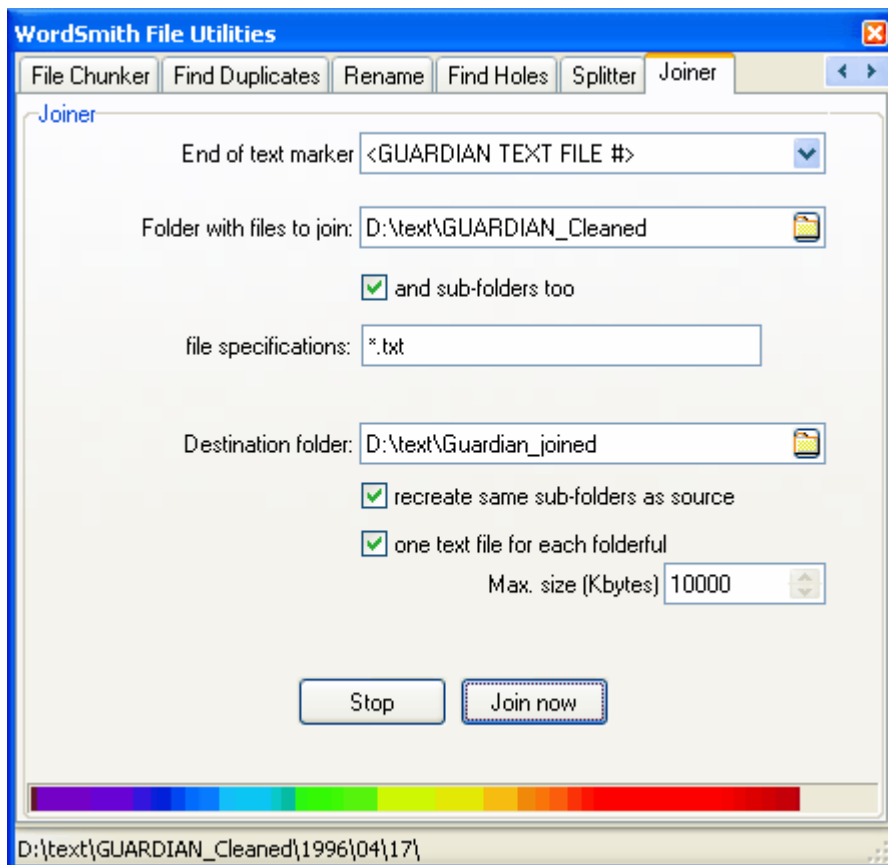 WordSmith File Utilities
File Chunker Find Duplicates Rename Find Holes Splitter Joiner
Joiner
End of text marker <GUARDIAN TEXT FILE #>
Folder with files to join: D:\text\GUARDIAN_Cleaned
and sub-folders too
file specifications: *.txt
Destination folder: D:\text\Guardian_joined
recreate same sub-folders as source
one text file for each folderful
Max. size (Kbytes) 10000
Stop Join now
D:\text\GUARDIAN_Cleaned\1996\04\17\